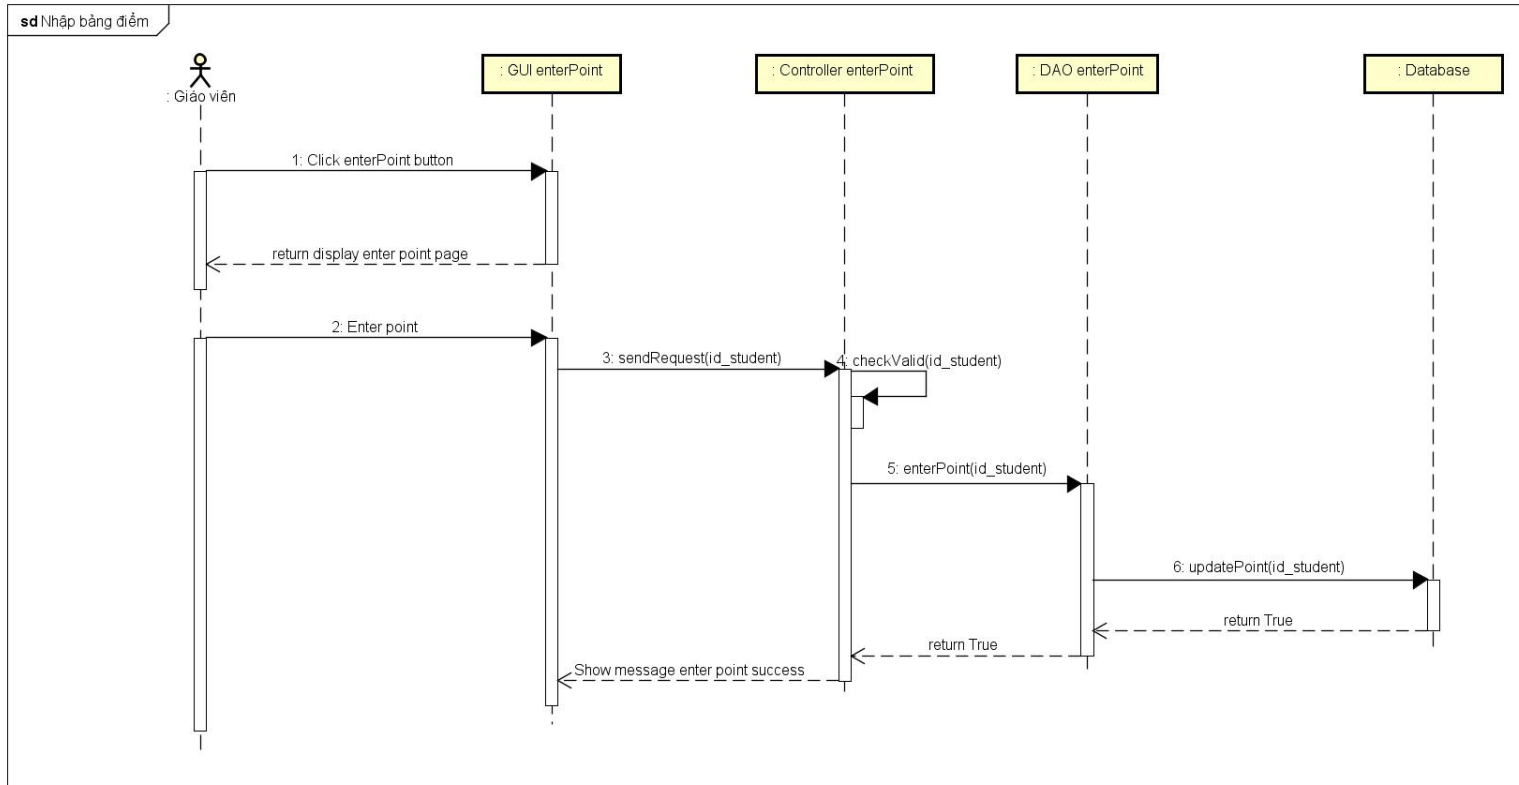 sd Nhập bảng điểm
: Giáo viên
: GUI enterPoint
: Controller enterPoint
: DAO enterPoint
: Database
1: Click enterPoint button
return display enter point page
2: Enter point
3: sendRequest(id_student)
4: checkValid(id_student)
5: enterPoint(id_student)
6: updatePoint(id_student)
return True
return True
Show message enter point success